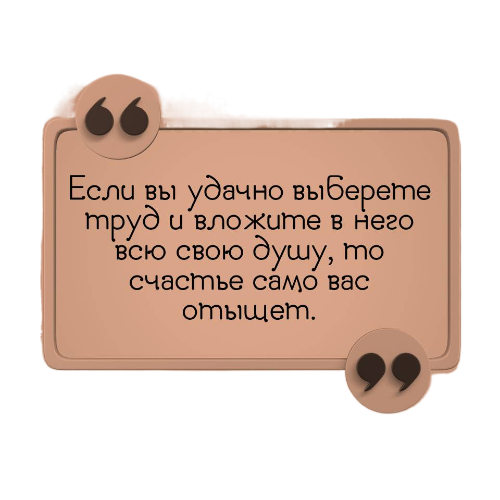 Если вы удачно выберете
труд и вложите в него
всю свою душу, то
счастье само вас
отыщет.